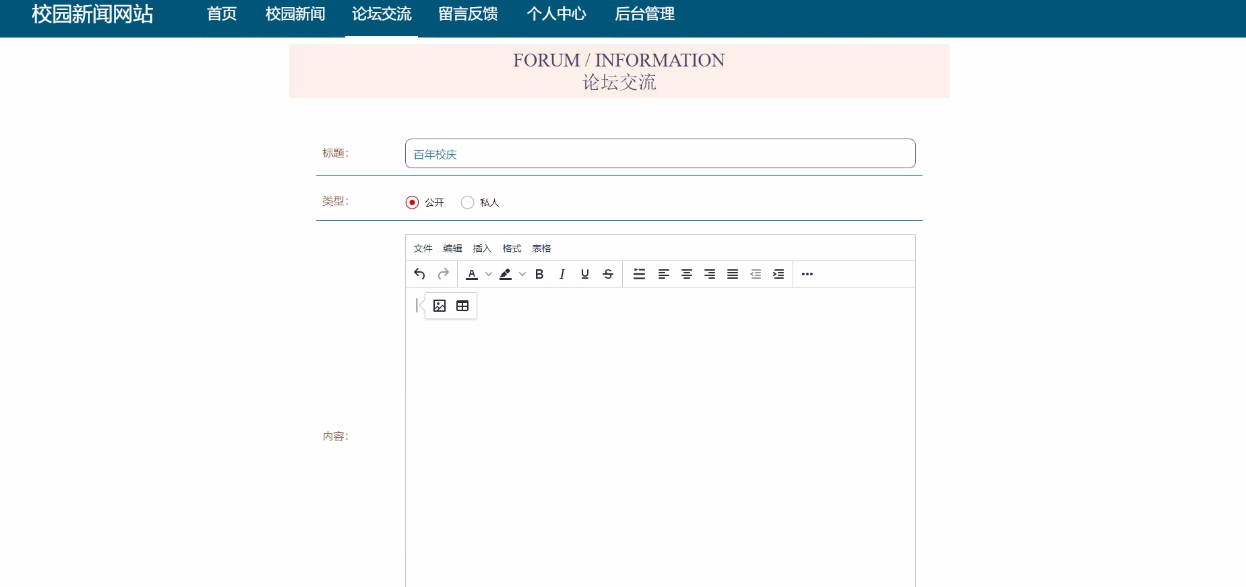 校园新闻网站 首页 校园新闻 论坛交流 留言反馈 个人中心 后台管理
FORUM / INFORMATION
论坛交流
标题: 百年校庆
类型: 公开 私人
文件 编辑 插入 格式 表格
内容: